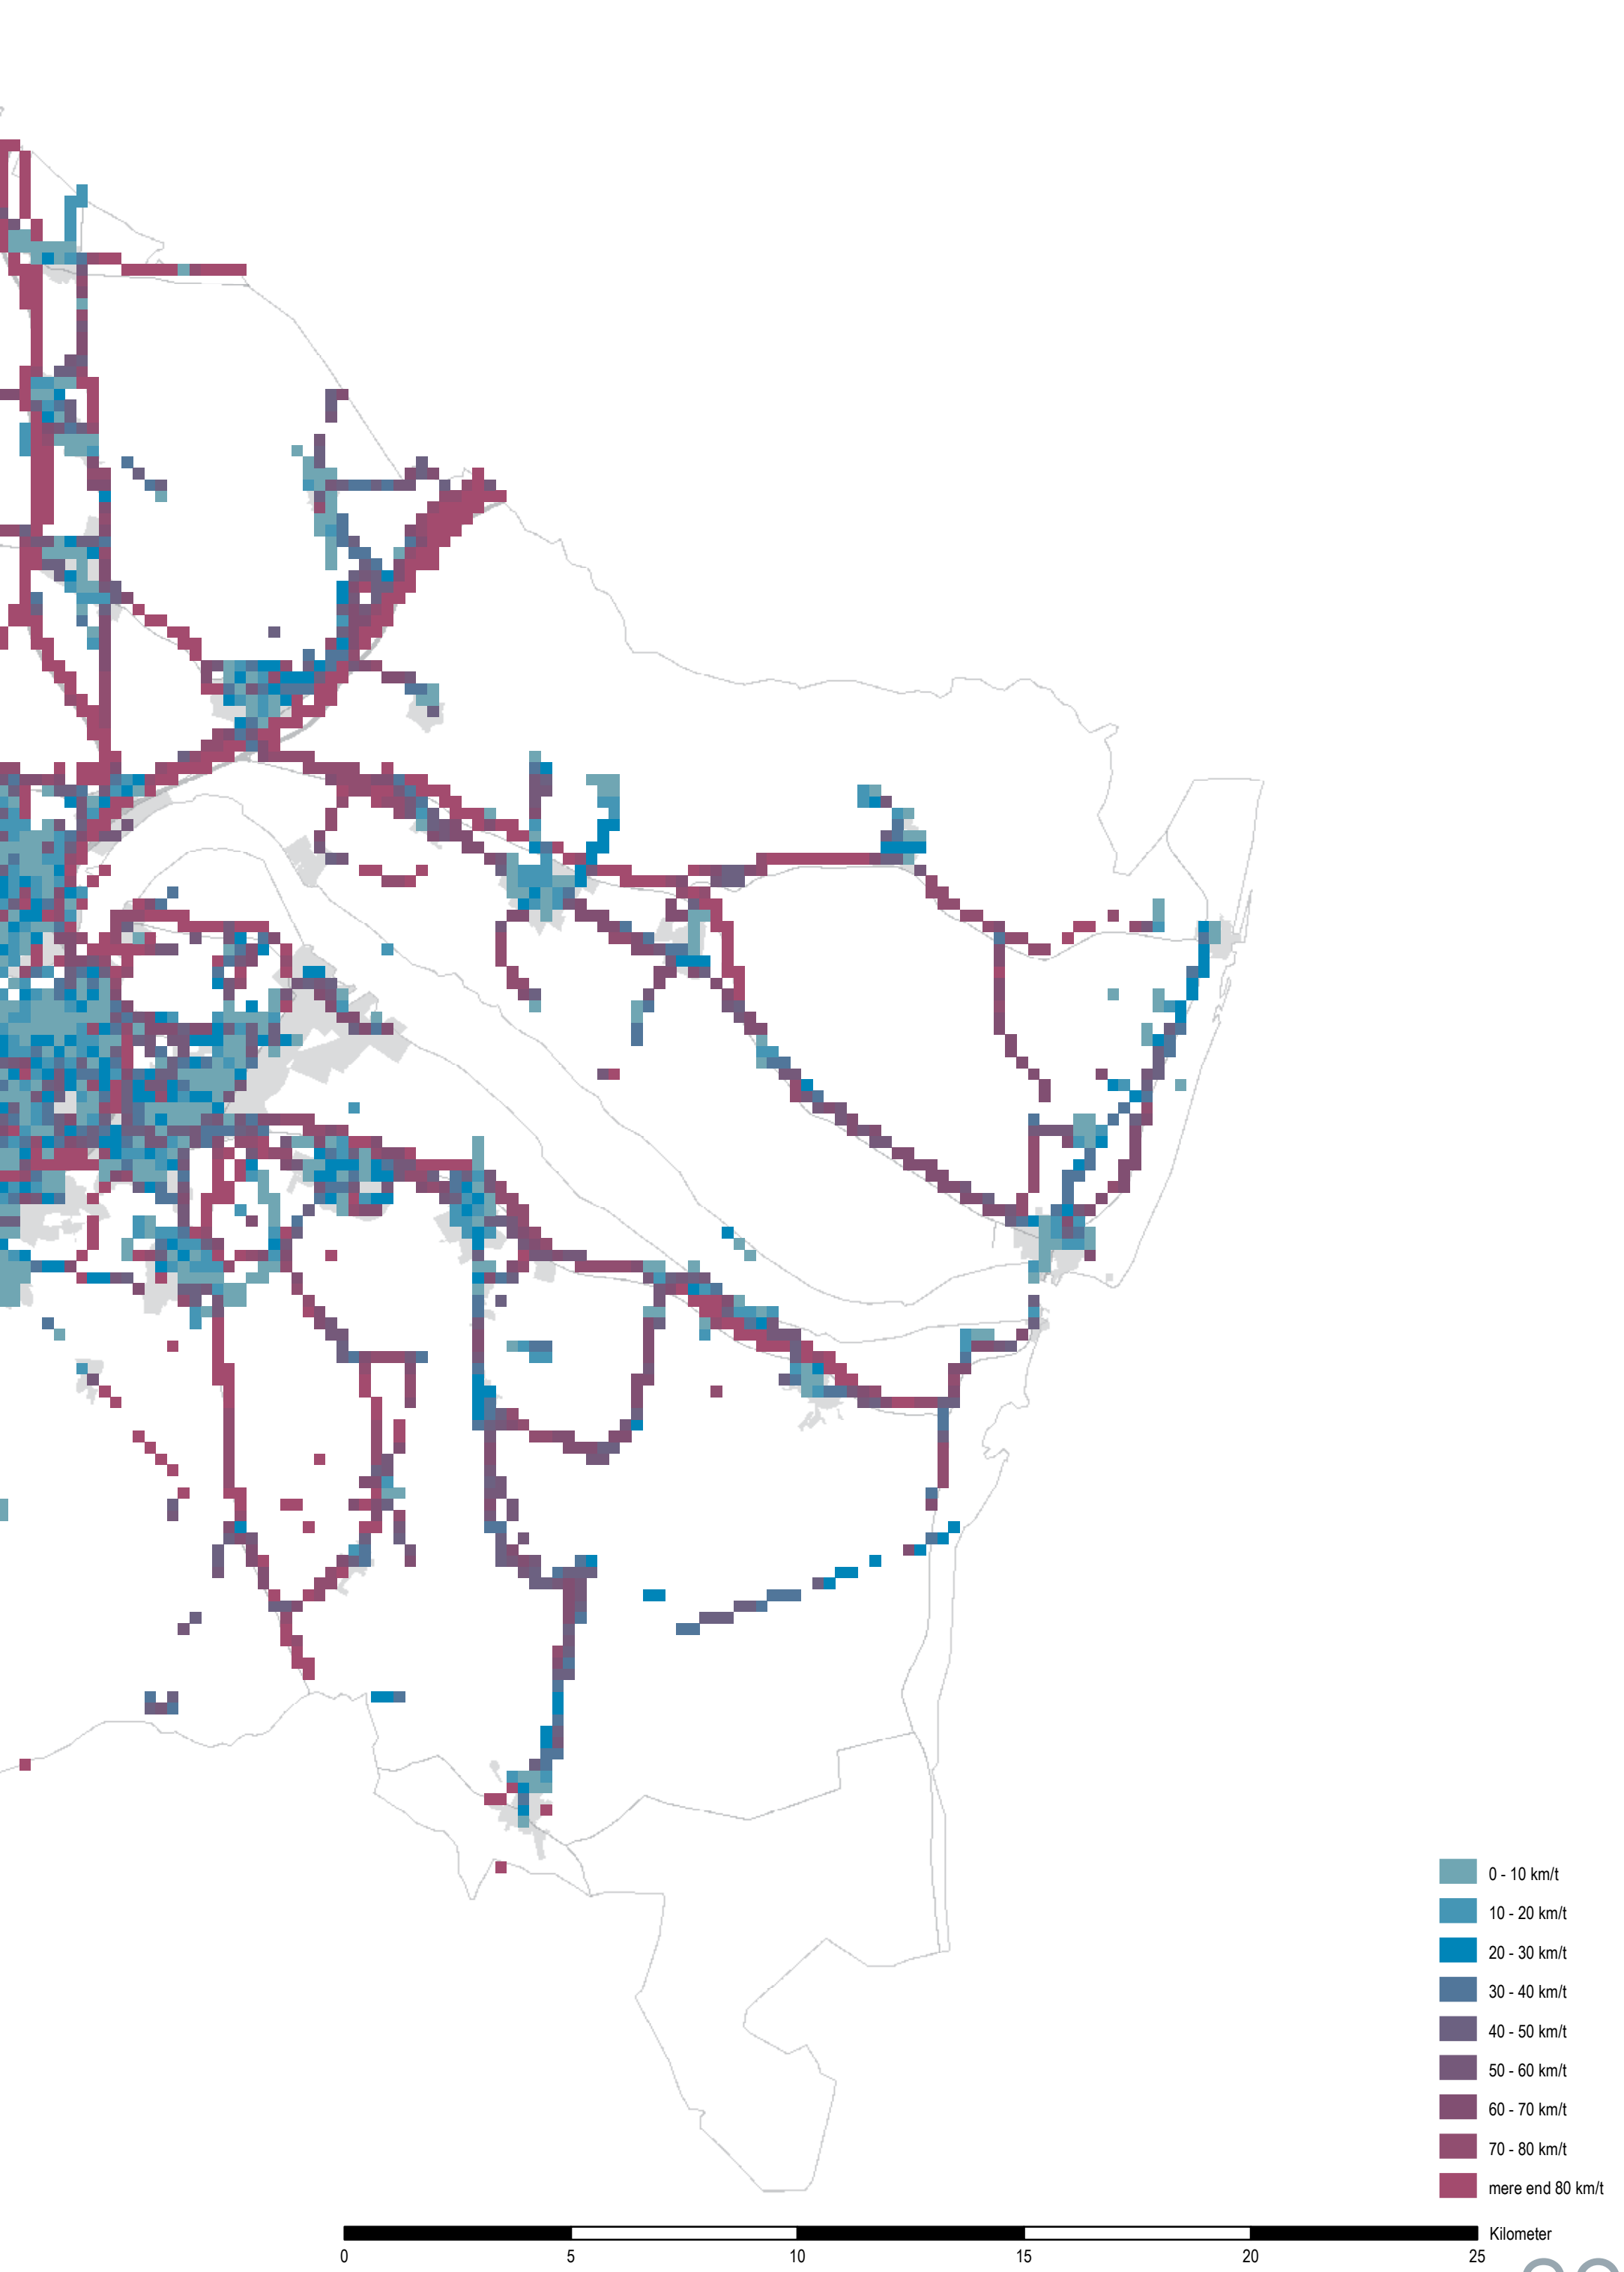 0 - 10 km/t
10 - 20 km/t
20 - 30 km/t
30 - 40 km/t
40 - 50 km/t
50 - 60 km/t
60 - 70 km/t
70 - 80 km/t
mere end 80 km/t
Kilometer
0 5 10 15 20 25